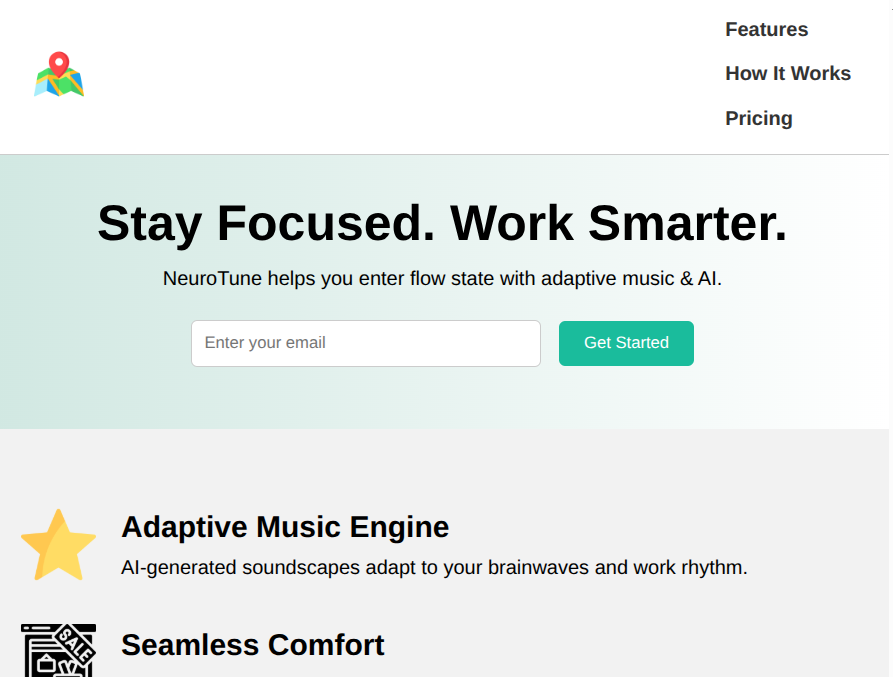 Features
How It Works
Pricing
Stay Focused. Work Smarter.
NeuroTune helps you enter flow state with adaptive music & AI.
Enter your email
Get Started
Adaptive Music Engine
AI-generated soundscapes adapt to your brainwaves and work rhythm.
SALE
Seamless Comfort